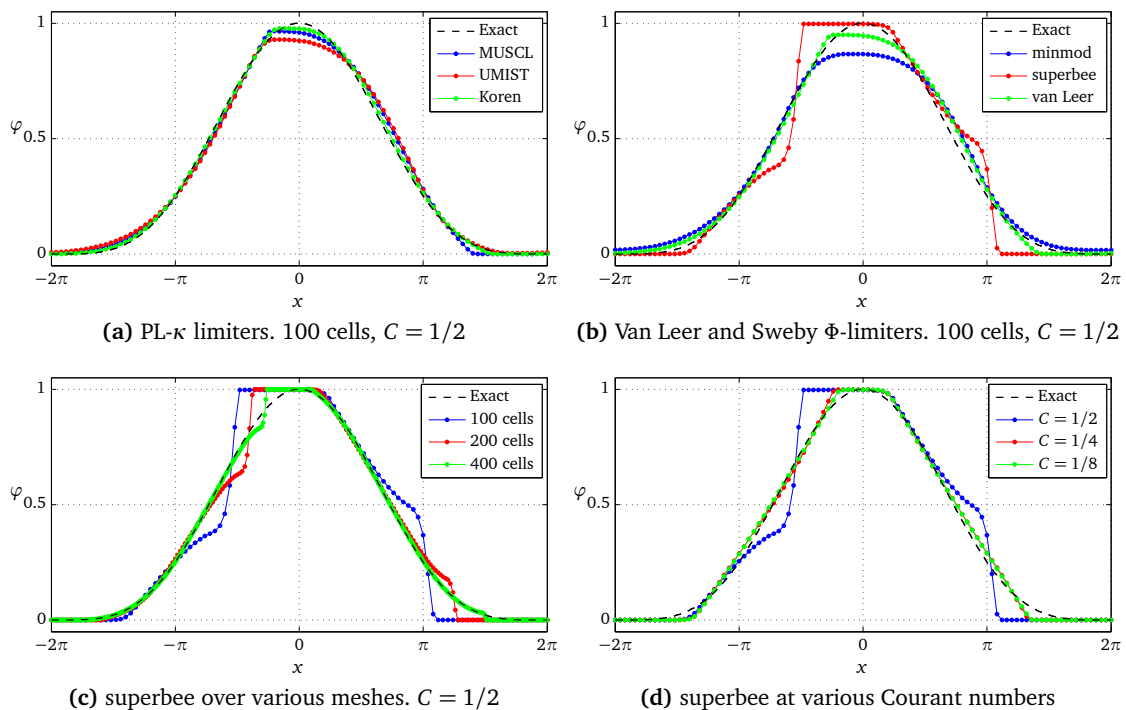 1
0.5
0
φ
−2π
−π
0
π
2π
x
Exact
MUSCL
UMIST
Koren
(a) PL-κ limiters. 100 cells, C = 1/2
1
0.5
0
φ
−2π
−π
0
π
2π
x
Exact
minmod
superbee
van Leer
(b) Van Leer and Sweby Φ-limiters. 100 cells, C = 1/2
1
0.5
0
φ
−2π
−π
0
π
2π
x
Exact
100 cells
200 cells
400 cells
(c) superbee over various meshes. C = 1/2
1
0.5
0
φ
−2π
−π
0
π
2π
x
Exact
C = 1/2
C = 1/4
C = 1/8
(d) superbee at various Courant numbers